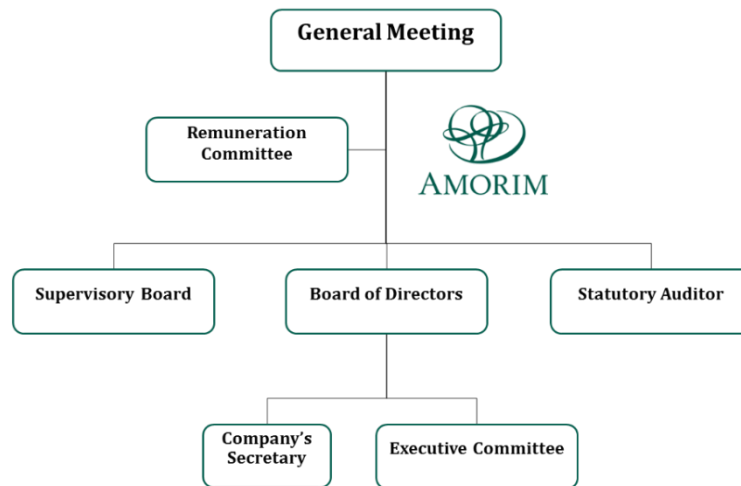 General Meeting
Remuneration
Committee
AMORIM
Supervisory Board
Board of Directors
Statutory Auditor
Company’s
Secretary
Executive Committee